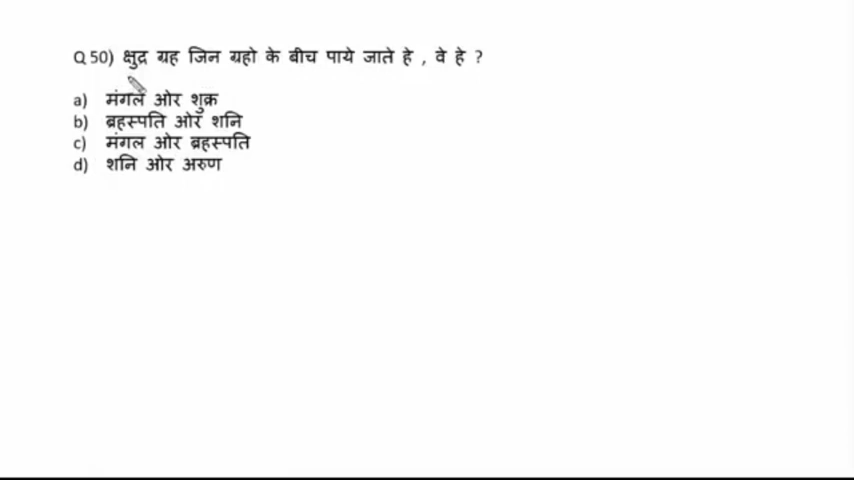 Q 50) क्षुद्र ग्रह जिन ग्रहो के बीच पाये जाते हे , वे हे ?
a) मंगल ओर शुक्र
b) ब्रहस्पति ओर शनि
c) मंगल ओर ब्रहस्पति
d) शनि ओर अरुण